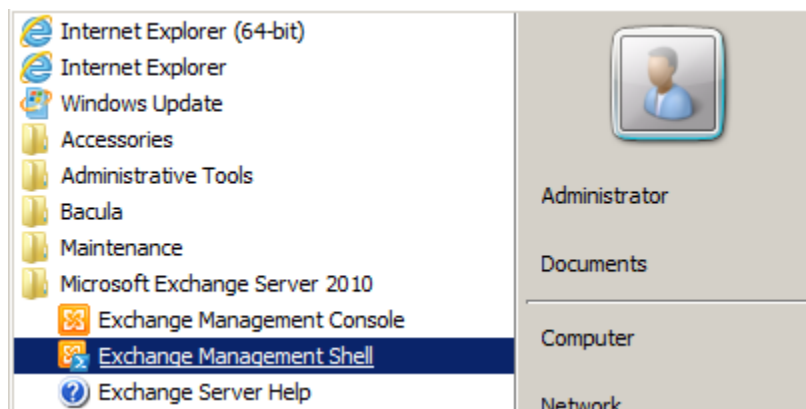 Internet Explorer (64-bit)
Internet Explorer
Windows Update
Accessories
Administrative Tools
Bacula
Maintenance
Microsoft Exchange Server 2010
Exchange Management Console
Exchange Management Shell
Exchange Server Help
Administrator
Documents
Computer
Network